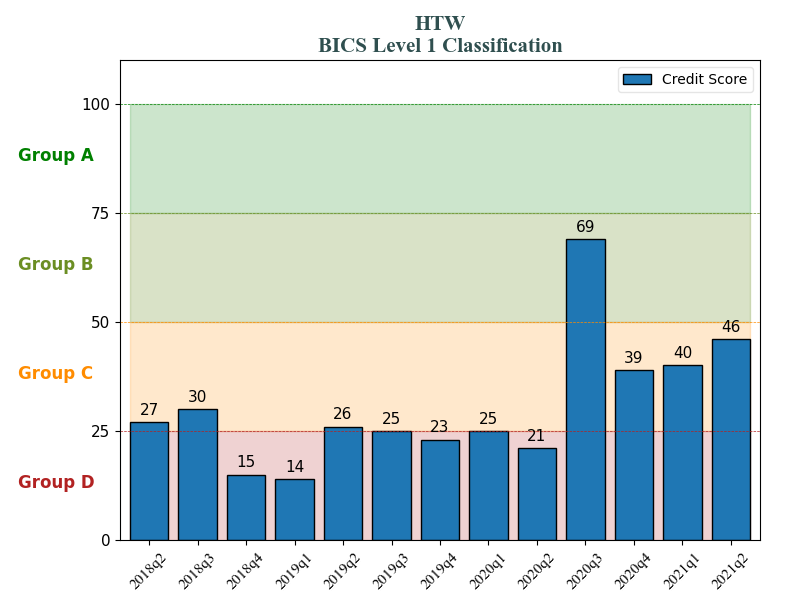 HTW
BICS Level 1 Classification
Credit Score
100
Group A
75
69
Group B
50
46
39
40
Group C
27
30
26
25
23
25
21
25
15
14
Group D
0
2018q2 2018q3 2018q4 2019q1 2019q2 2019q3 2019q4 2020q1 2020q2 2020q3 2020q4 2021q1 2021q2